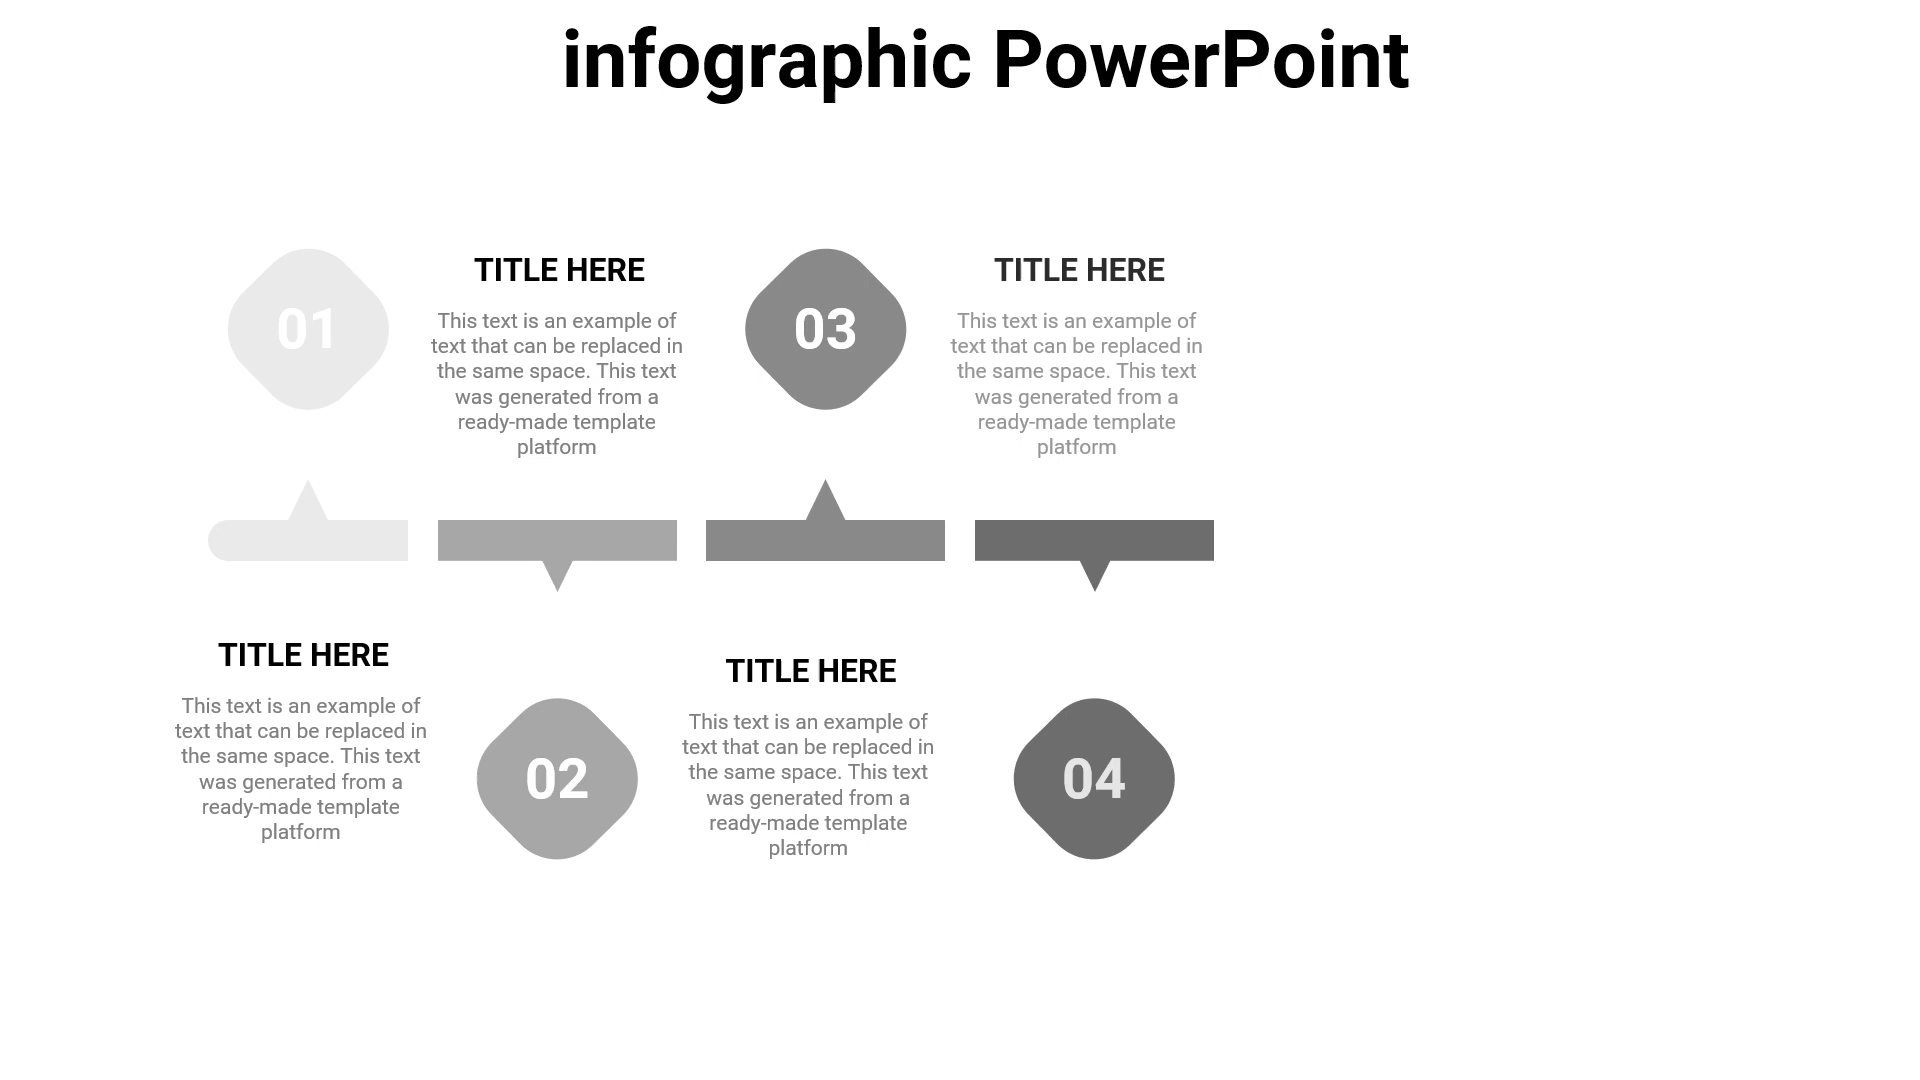 infographic PowerPoint
01
TITLE HERE
This text is an example of
text that can be replaced in
the same space. This text
was generated from a
ready-made template
platform
03
TITLE HERE
This text is an example of
text that can be replaced in
the same space. This text
was generated from a
ready-made template
platform
TITLE HERE
This text is an example of
text that can be replaced in
the same space. This text
was generated from a
ready-made template
platform
02
TITLE HERE
This text is an example of
text that can be replaced in
the same space. This text
was generated from a
ready-made template
platform
04